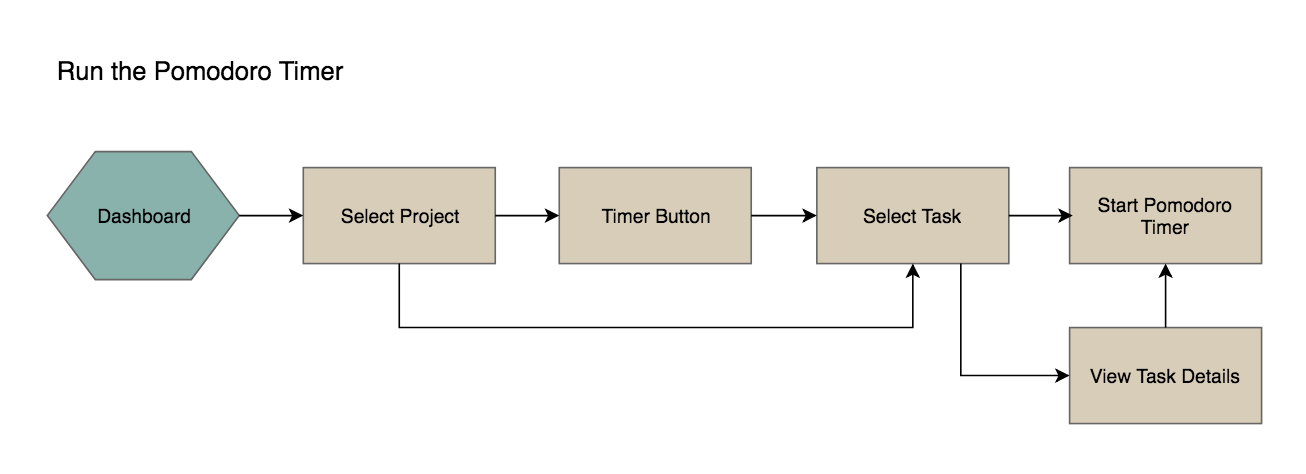 Run the Pomodoro Timer
Dashboard
Select Project
Timer Button
Select Task
Start Pomodoro
Timer
View Task Details